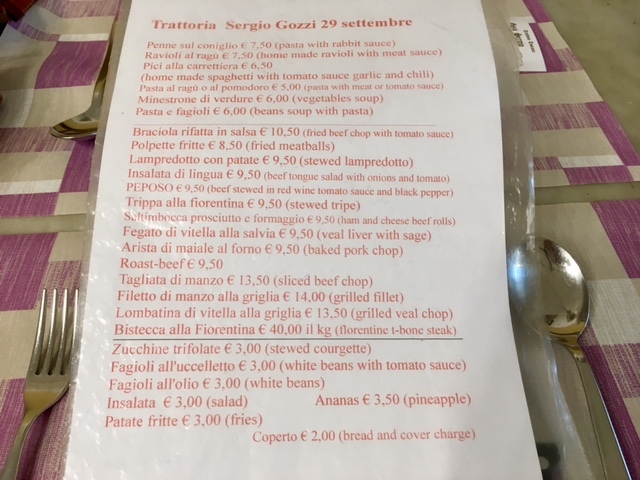 Trattoria Sergio Gozzi 29 settembre
Penne sul coniglio € 7,50 (pasta with rabbit sauce)
Ravioli al ragù € 7,50 (home made ravioli with meat sauce)
Pici alla carrettiera € 6,50
(home made spaghetti with tomato sauce garlic and chili)
Pasta al ragù o al pomodoro € 5,00 (pasta with meat or tomato sauce)
Minestrone di verdure € 6,00 (vegetables soup)
Pasta e fagioli € 6,00 (beans soup with pasta)
Braciola rifatta in salsa € 10,50 (fried beef chop with tomato sauce)
Polpette fritte € 8,50 (fried meatballs)
Lampredotto con patate € 9,50 (stewed lampredotto)
Insalata di lingua € 9,50 (beef tongue salad with onions and tomato)
PEPOSO € 9,50 (beef stewed in red wine tomato sauce and black pepper)
Trippa alla fiorentina € 9,50 (stewed tripe)
Saltimbocca prosciutto e formaggio € 9,50 (ham and cheese beef rolls)
Fegato di vitella alla salvia € 9,50 (veal liver with sage)
Arista di maiale al forno € 9,50 (baked pork chop)
Roast-beef € 9,50
Tagliata di manzo € 13,50 (sliced beef chop)
Filetto di manzo alla griglia € 14,00 (grilled fillet)
Lombatina di vitella alla griglia € 13,50 (grilled veal chop)
Bistecca alla Fiorentina € 40,00 il kg (florentine t-bone steak)
Zucchine trifolate € 3,00 (stewed courgette)
Fagioli all'uccelletto € 3,00 (white beans with tomato sauce)
Fagioli all'olio € 3,00 (white beans)
Insalata € 3,00 (salad) Ananas € 3,50 (pineapple)
Patate fritte € 3,00 (fries)
Coperto € 2,00 (bread and cover charge)